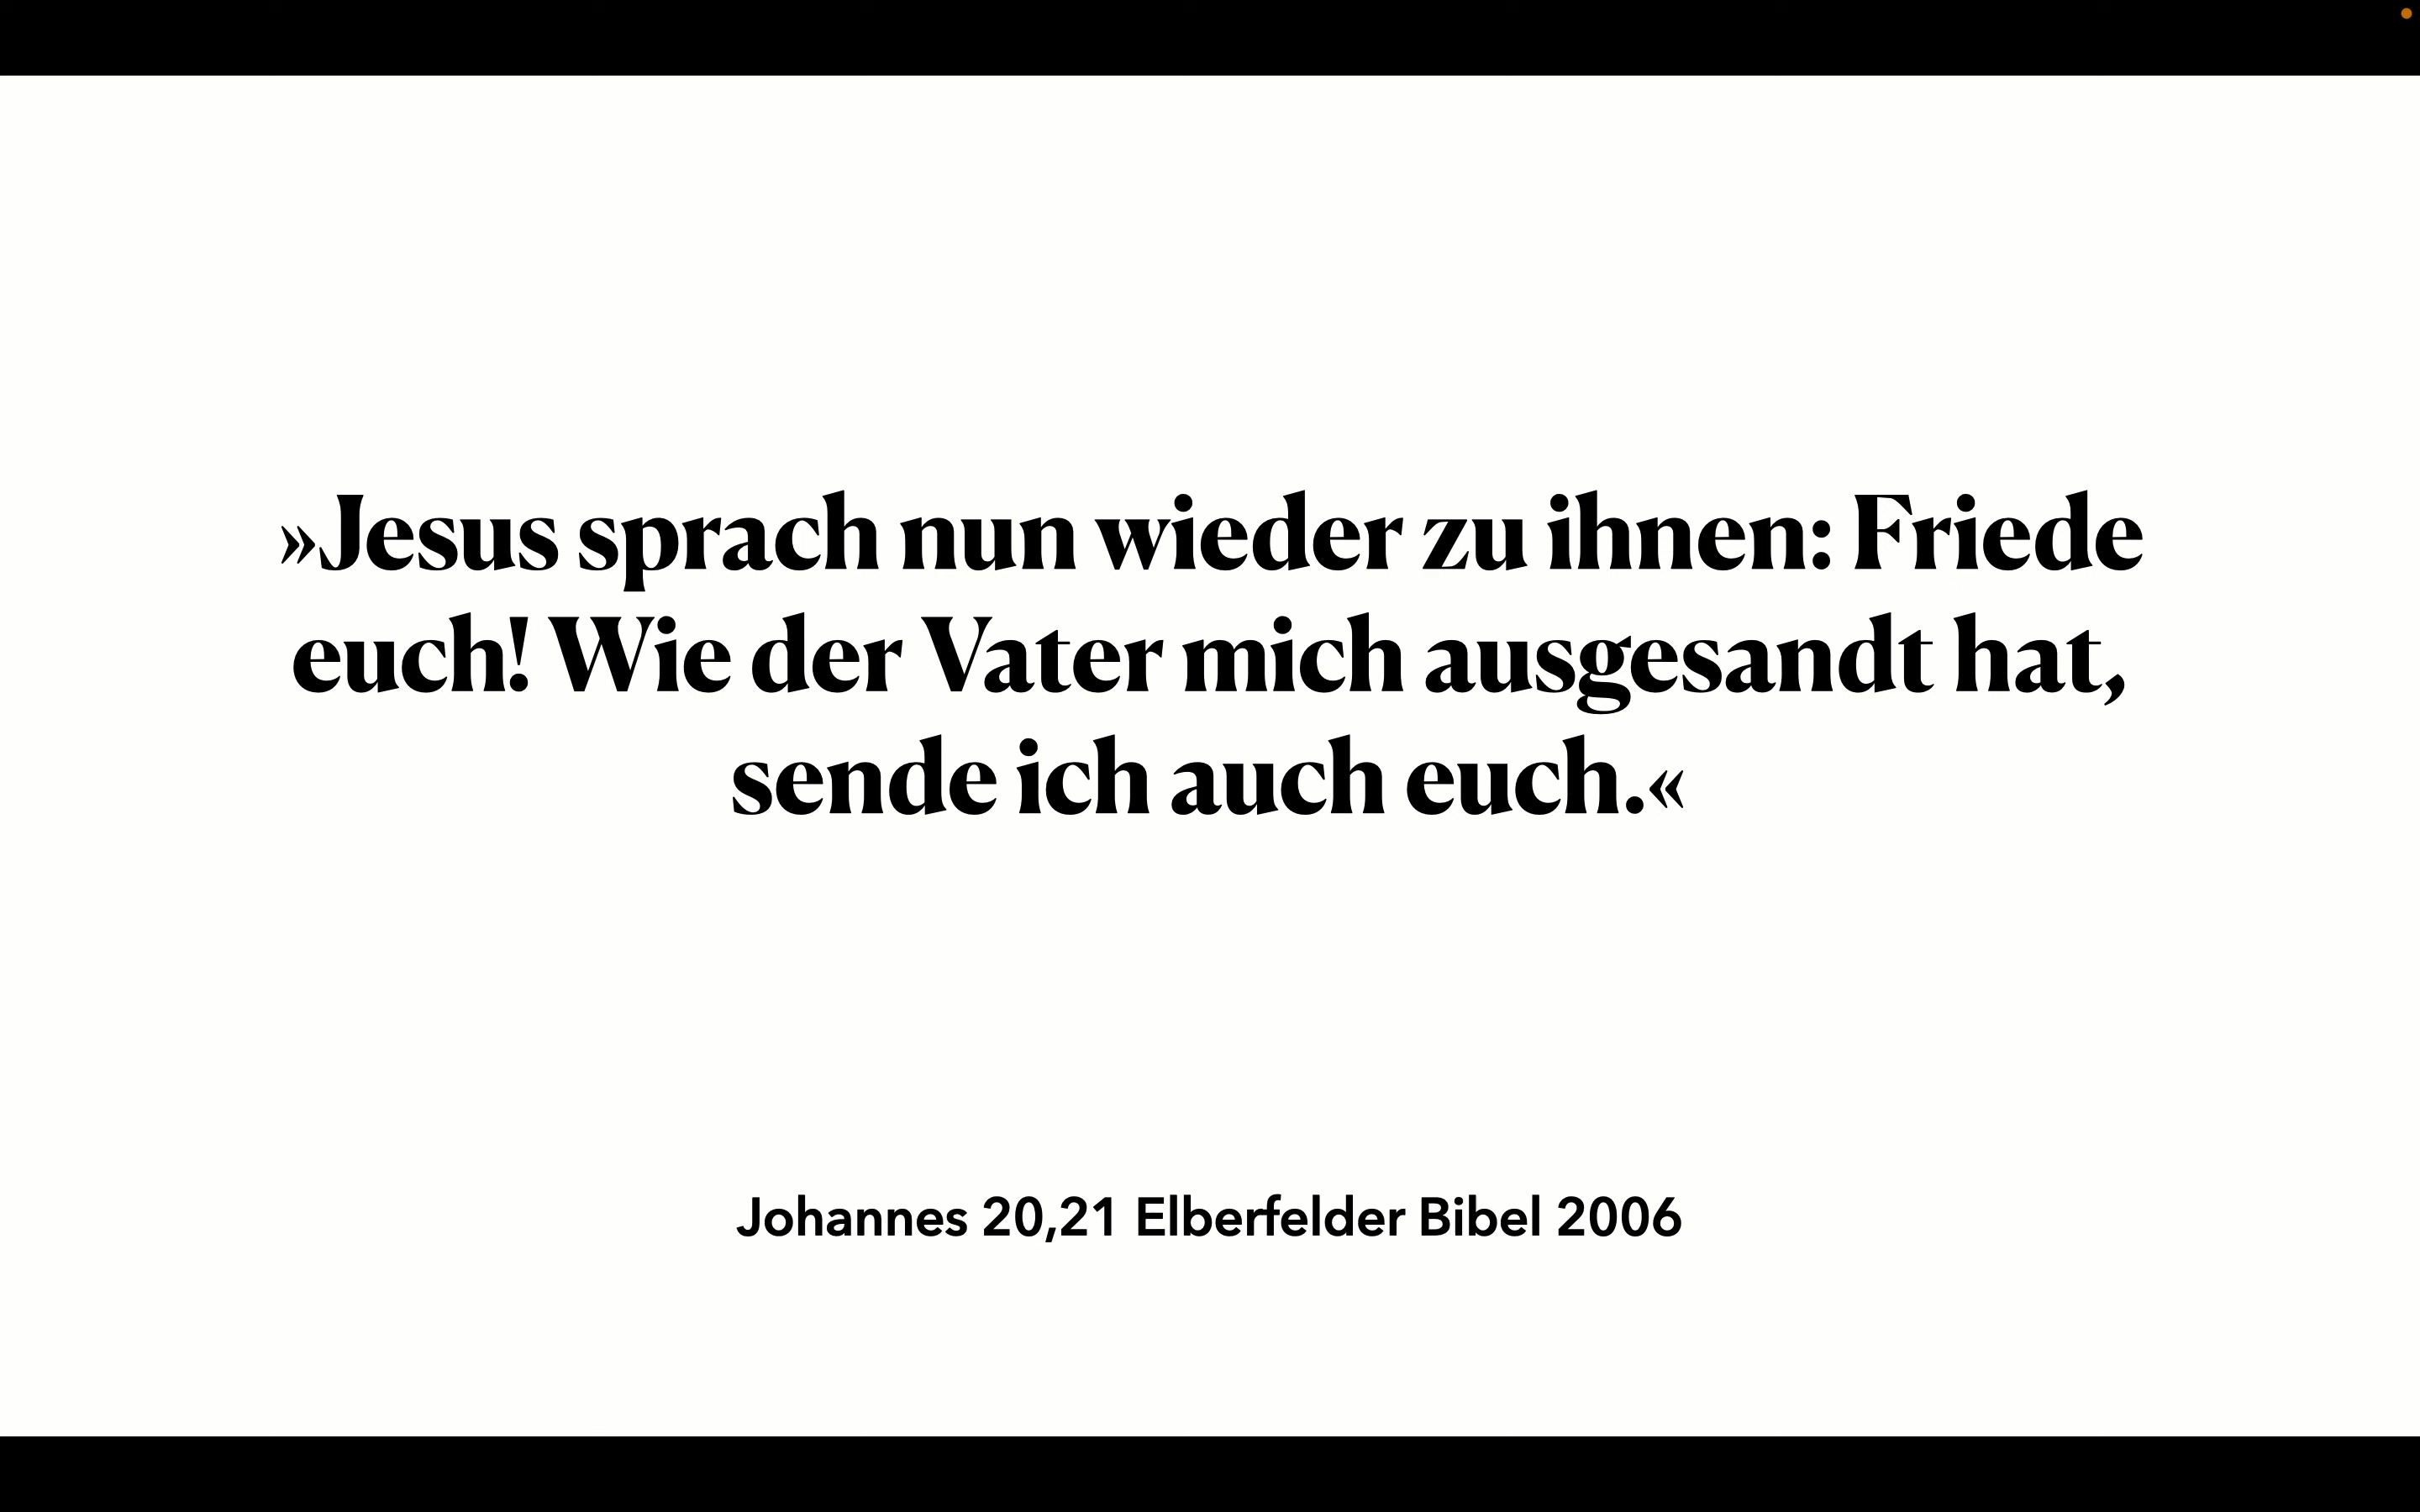 »Jesus sprach nun wieder zu ihnen: Friede
euch! Wie der Vater mich ausgesandt hat,
sende ich auch euch.«
Johannes 20,21 Elberfelder Bibel 2006